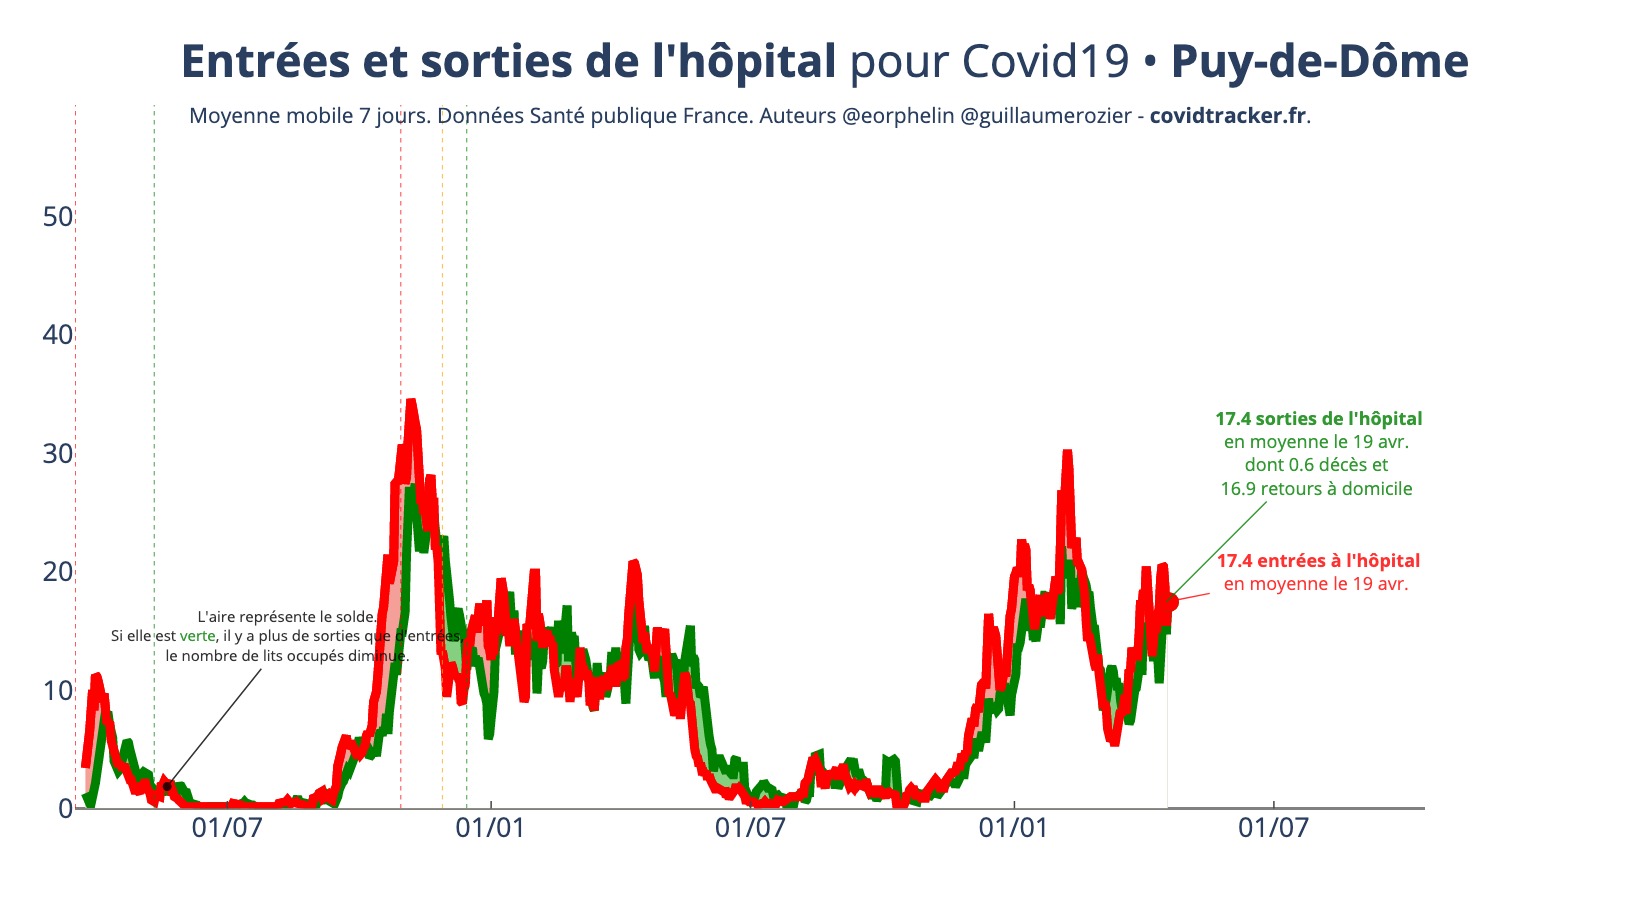 Entrées et sorties de l'hôpital pour Covid19 • Puy-de-Dôme
Moyenne mobile 7 jours. Données Santé publique France. Auteurs @eorphelin @guillaumerozier - covidtracker.fr.
50
40
30
20
10
0
17.4 sorties de l'hôpital
en moyenne le 19 avr.
dont 0.6 décès et
16.9 retours à domicile
17.4 entrées à l'hôpital
en moyenne le 19 avr.
L'aire représente le solde.
Si elle est verte, il y a plus de sorties que d'entrées,
le nombre de lits occupés diminue.
01/07
01/01
01/07
01/01
01/07